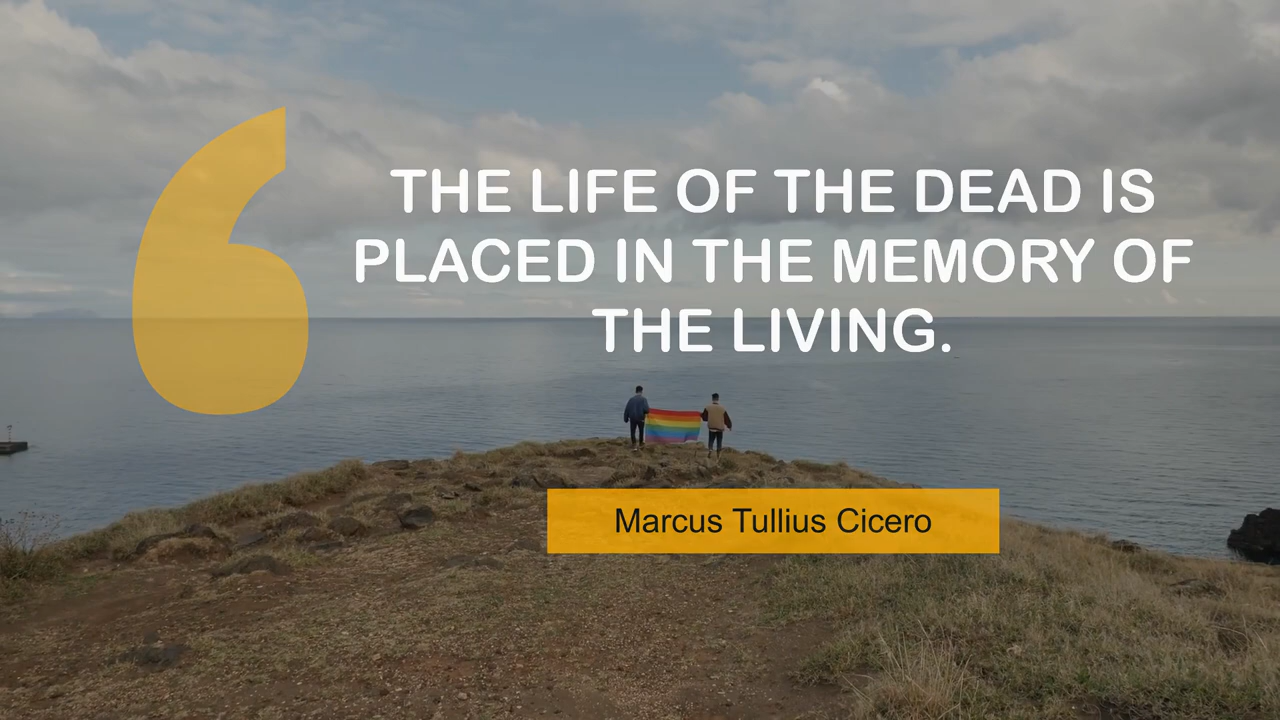 THE LIFE OF THE DEAD IS
PLACED IN THE MEMORY OF
THE LIVING.
Marcus Tullius Cicero